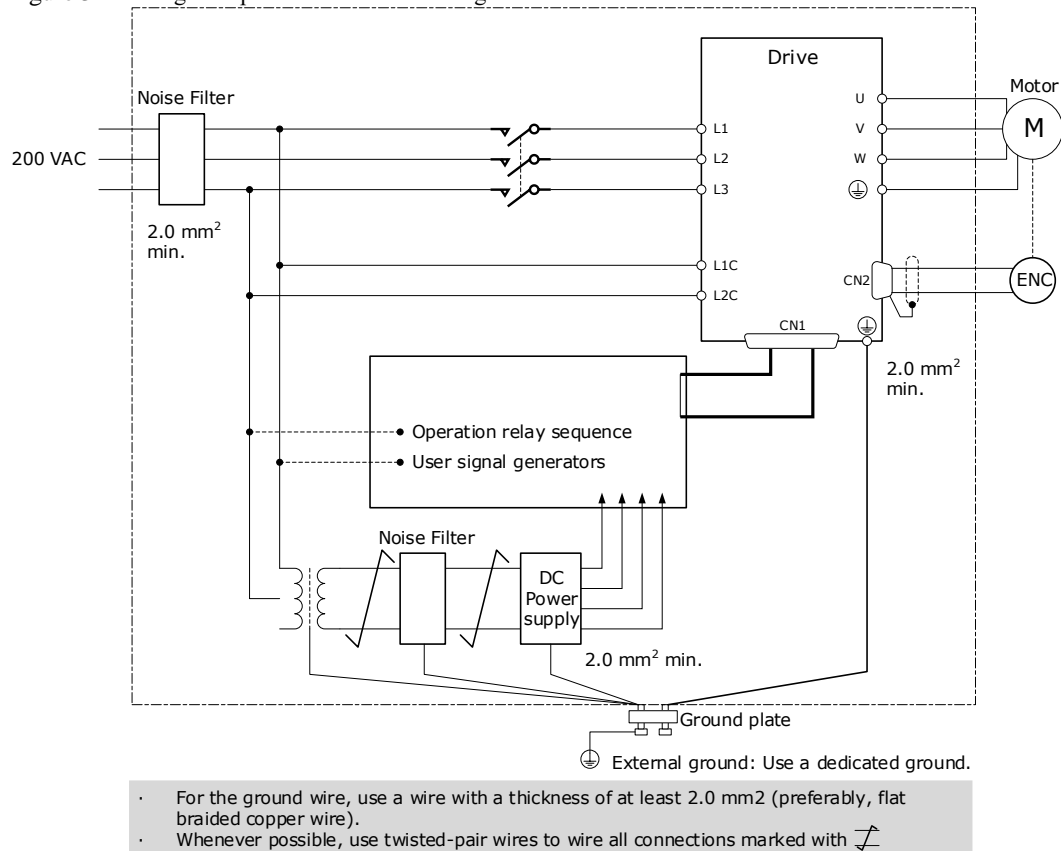 Drive
Noise Filter
Motor
U
L1
V
M
200 VAC
L2
W
L3
2.0 mm²
min.
L1C
CN2
ENC
L2C
CN1
2.0 mm²
min.
Operation relay sequence
User signal generators
Noise Filter
DC
Power
supply
2.0 mm² min.
Ground plate
External ground: Use a dedicated ground.
· For the ground wire, use a wire with a thickness of at least 2.0 mm2 (preferably, flat
braided copper wire).
· Whenever possible, use twisted-pair wires to wire all connections marked with